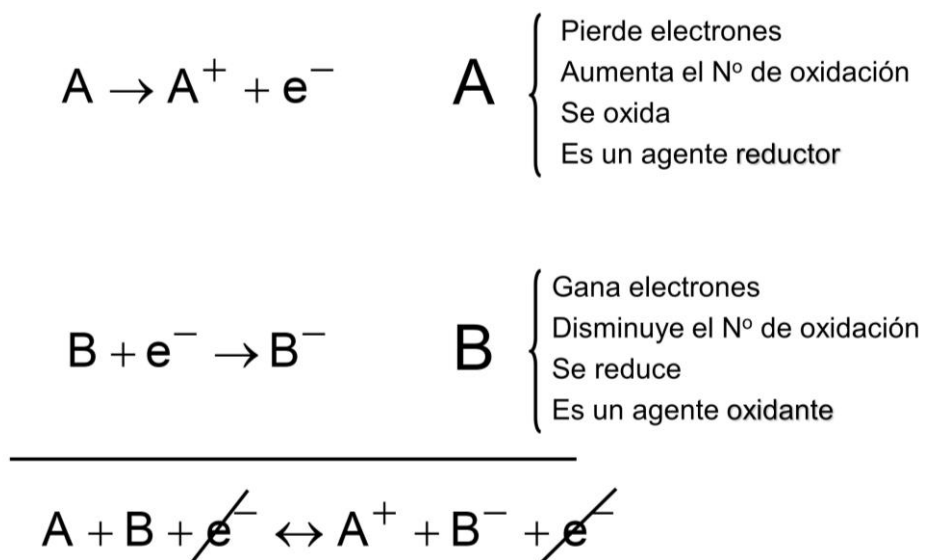 Pierde electrones
A → A⁺ + e⁻ A Aumenta el Nº de oxidación
Se oxida
Es un agente reductor
Gana electrones
B + e⁻ → B⁻ B Disminuye el Nº de oxidación
Se reduce
Es un agente oxidante
A + B + e⁻ ↔ A⁺ + B⁻ + e⁻